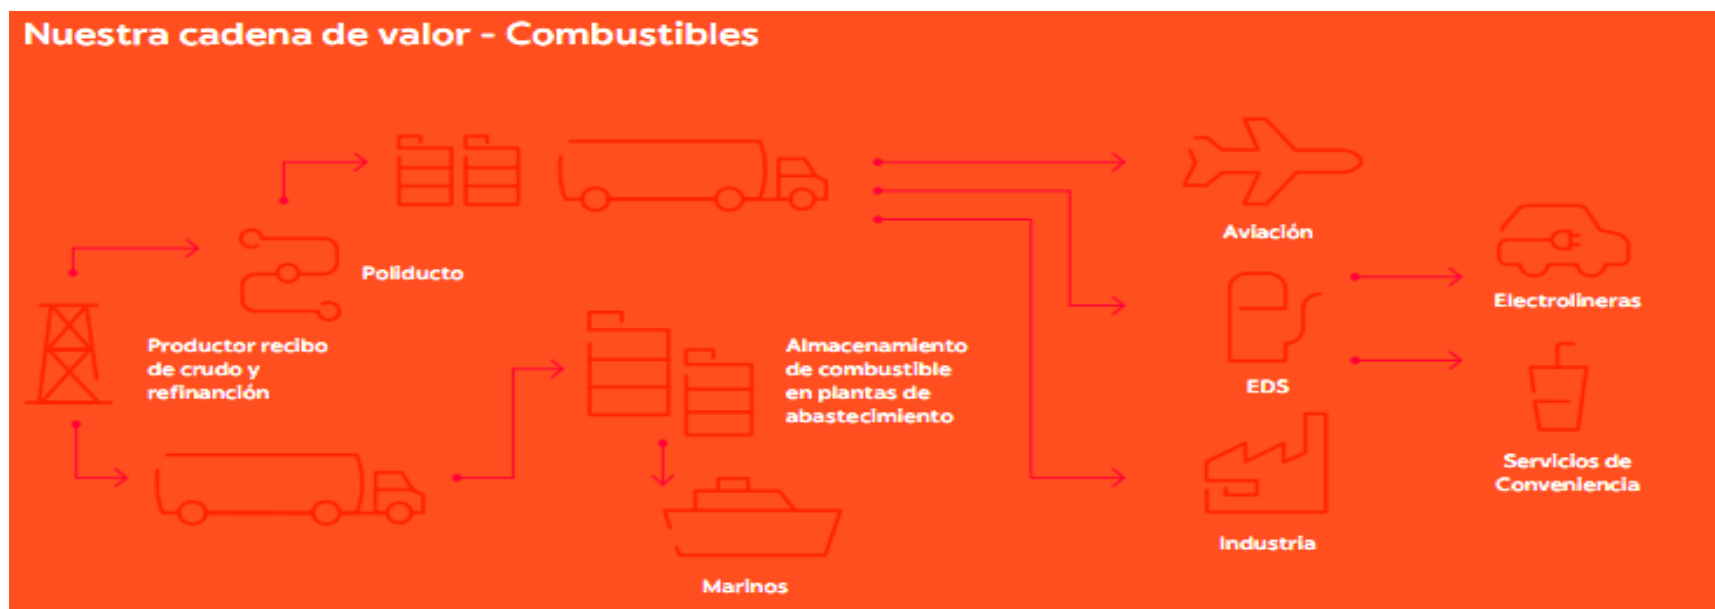 Nuestra cadena de valor - Combustibles
Aviación
Poliducto
Electrolineras
Productor recibo
de crudo y
refinanción
Almacenamiento
de combustible
en plantas de
abastecimiento
EDS
Servicios de
Conveniencia
Industria
Marinos